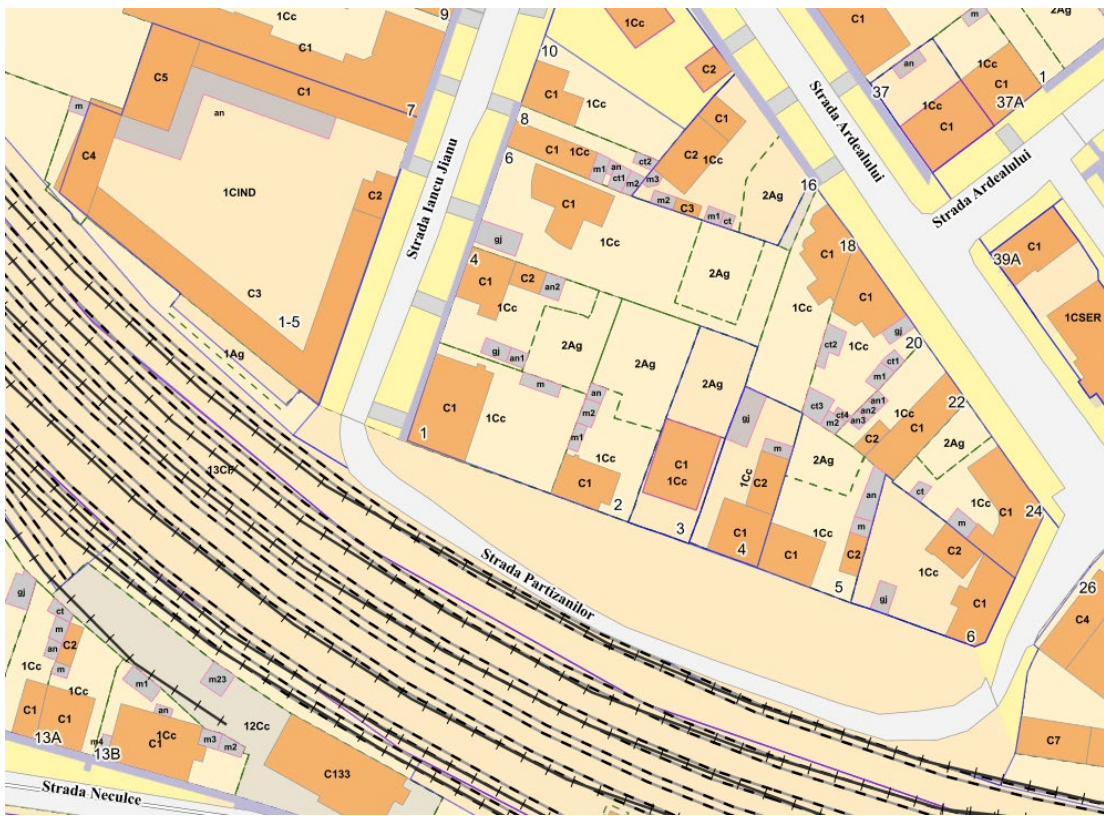 9
1Cc
C1
C5
C1
7
m
an
C4
1CIND
C2
C3
1-5
1Ag
Strada Iancu Jianu
10
1Cc
C2
C1
1Cc
8
C1
1Cc
m1
an
ct1
m2
ct2
m3
6
C1
C2
1Cc
2Ag
m2
C3
m1
ct
2Ag
16
C1
1Cc
gj
4
C1
C2
an2
1Cc
2Ag
gj
an1
2Ag
2Ag
2Ag
m
an
m2
m1
C1
1Cc
1
1Cc
C1
2
C1
1Cc
3
Strada Ardealului
C1
37
m
an
1Cc
C1
1Cc
C1
37A
1
2Ag
Strada Ardealului
39A
C1
1CSER
C1
18
C1
1Cc
gj
20
ct2
1Cc
ct1
m1
ct3
m2
ct4
an1
an2
an3
1Cc
C1
C2
22
2Ag
2Ag
gj
m
1Cc
C2
C1
4
C1
1Cc
an
m
C2
5
ct
m
1Cc
C1
24
C2
1Cc
gj
C1
6
26
C4
C7
Strada Partizanilor
13CF
gj
ct
m
an
C2
m
1Cc
C1
1Cc
C1
13A
m1
m23
an
m4
13B
1Cc
C1
m3
m2
12Cc
C133
Strada Neculce